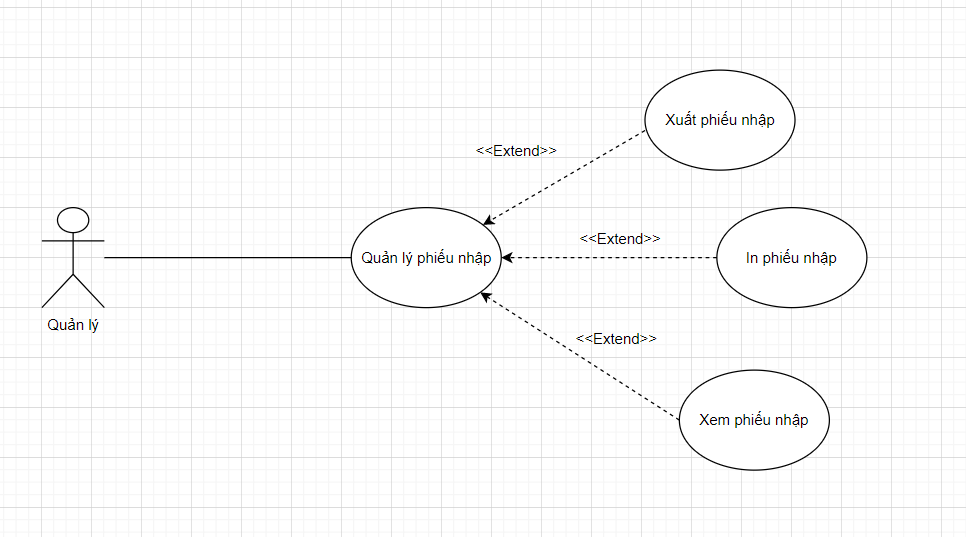 Xuất phiếu nhập
<<Extend>>
<<Extend>>
Quản lý phiếu nhập
In phiếu nhập
Quản lý
<<Extend>>
Xem phiếu nhập